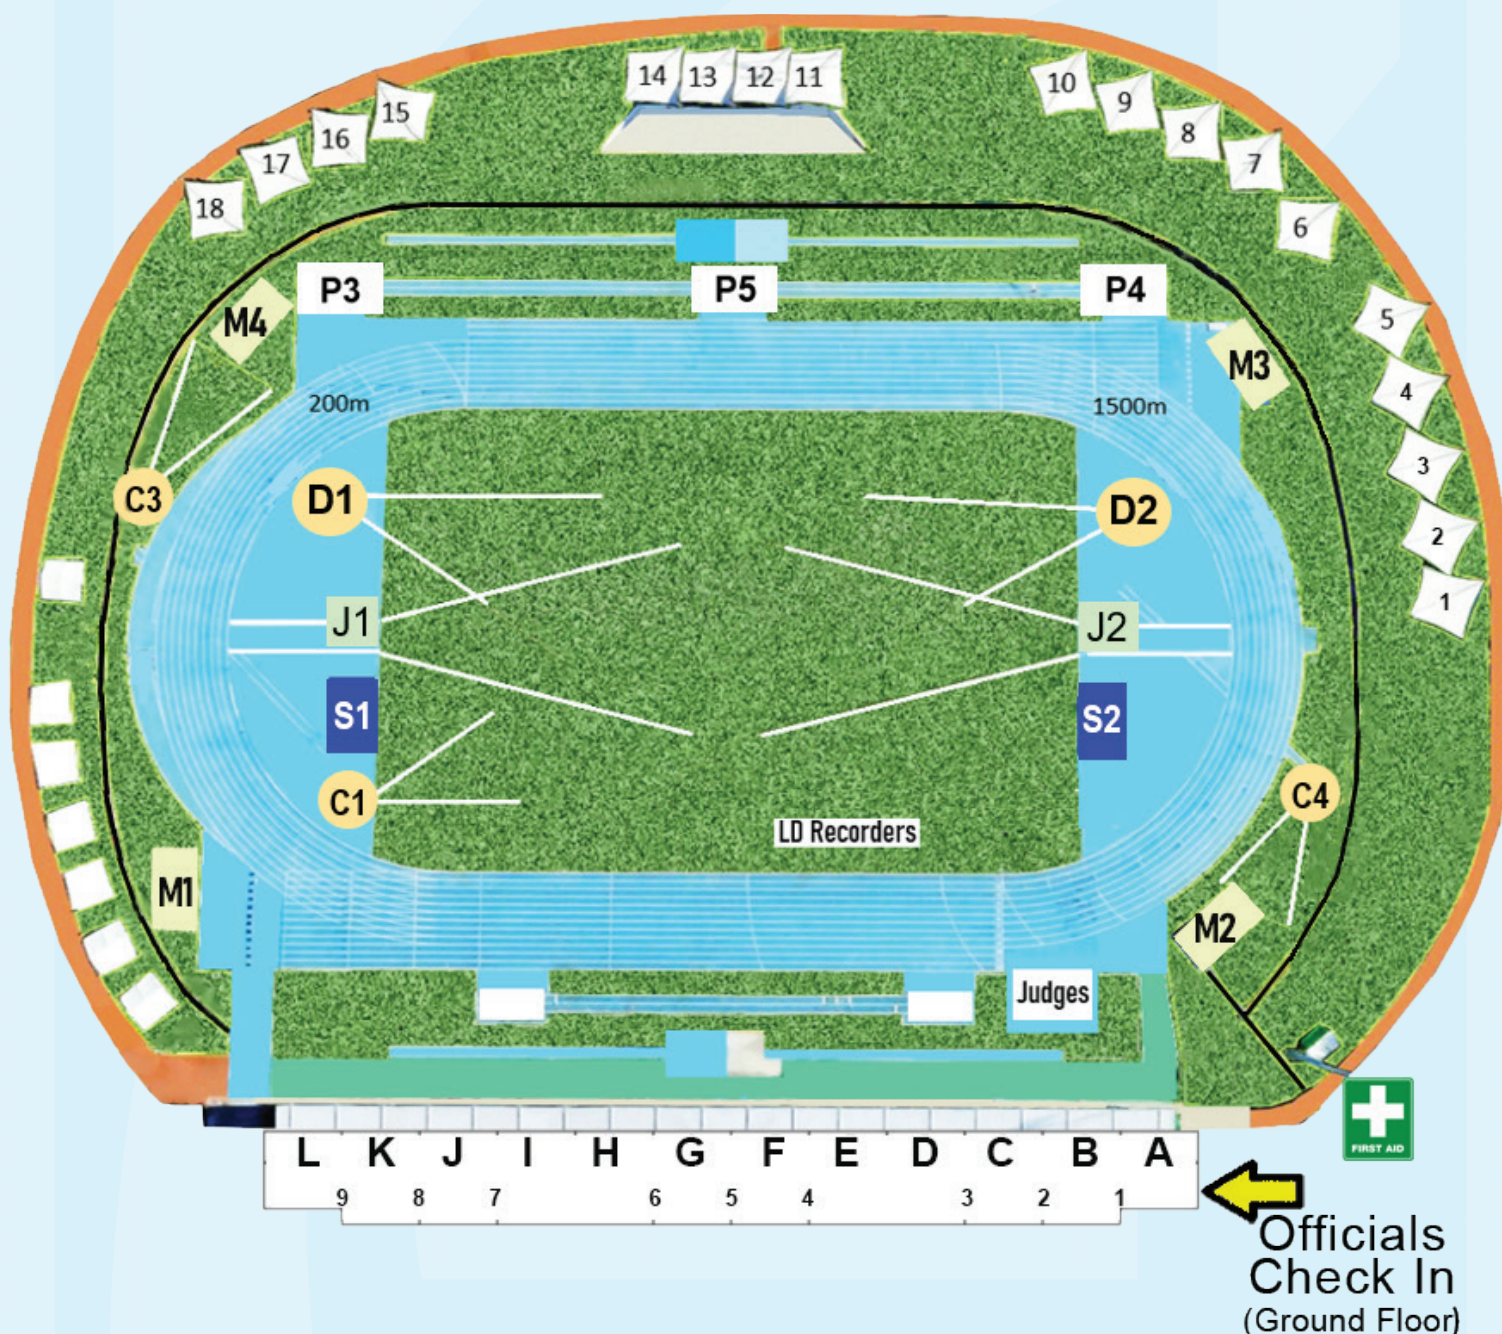 14 13 12 11
10
9
8
7
6
15
16
17
18
P3
P5
P4
M4
M3
5
4
3
2
1
200m
1500m
C3
D1
D2
J1
J2
S1
S2
C1
C4
LD Recorders
M1
M2
Judges
FIRST AID
L K J I H G F E D C B A
9 8 7 6 5 4 3 2 1
Officials
Check In
(Ground Floor)